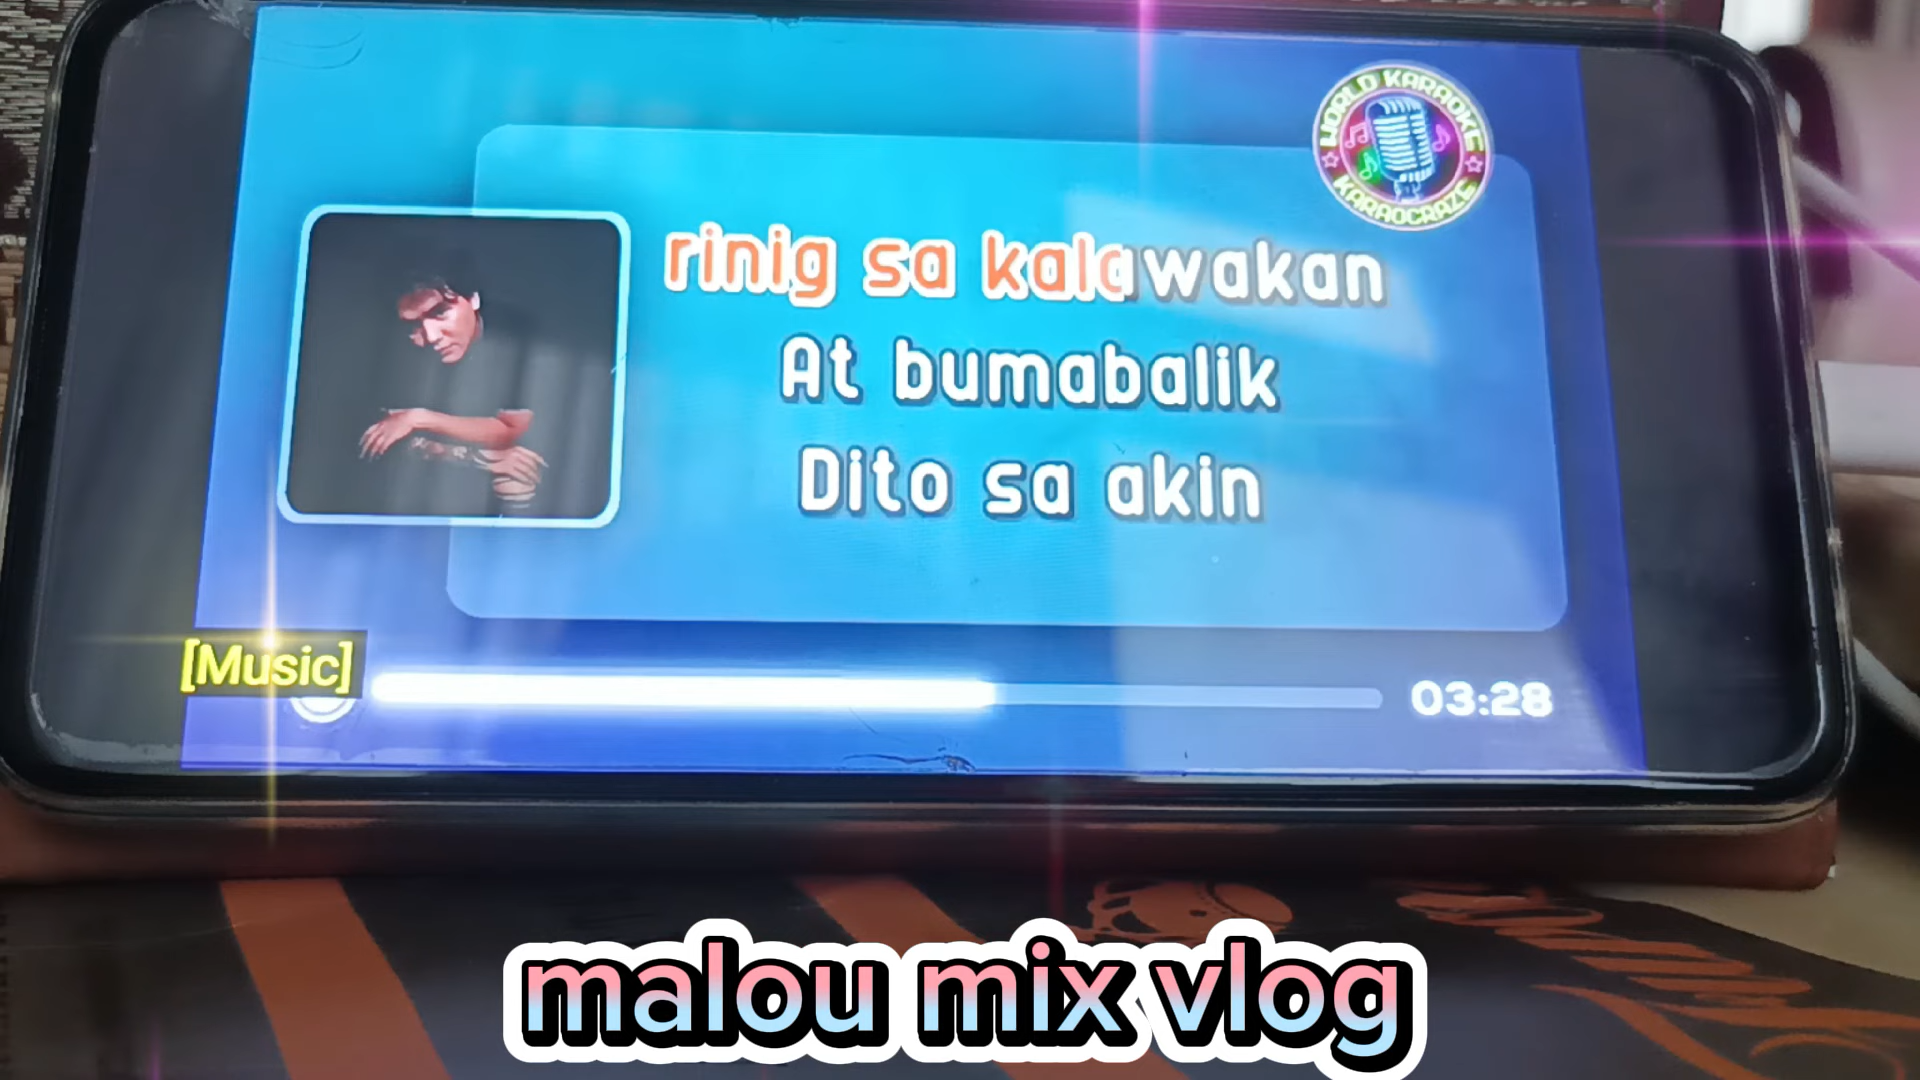 WORLD KARAOKE
KARAOCRAZE
rinig sa kalawakan
At bumabalik
Dito sa akin
[Music]
03:28
malou mix vlog